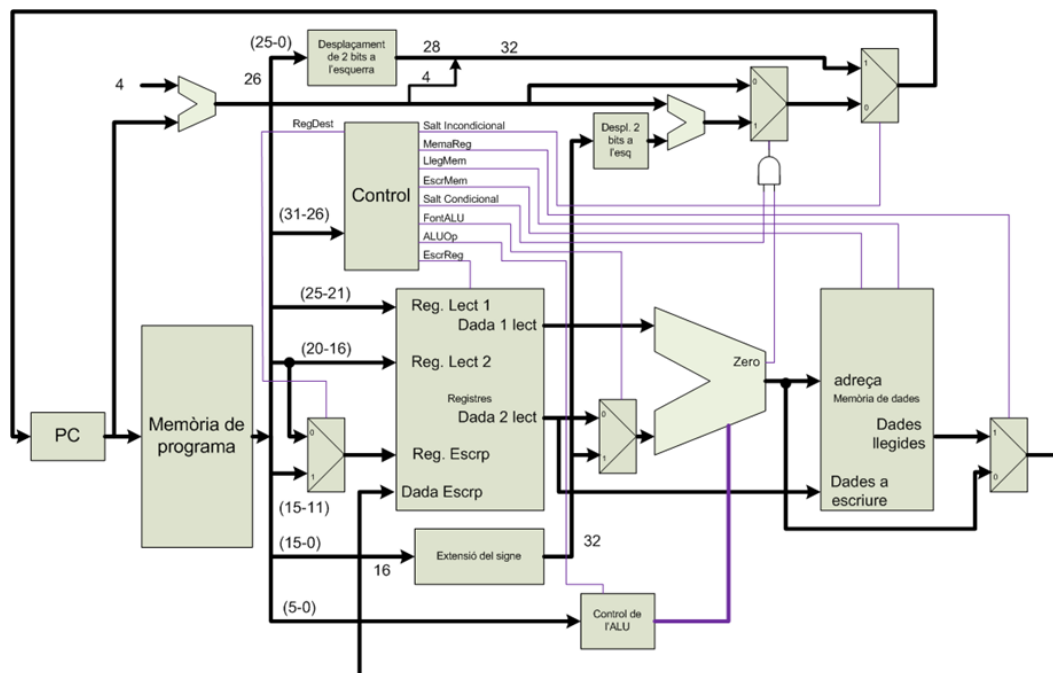 (25-0)
Desplaçament
de 2 bits a
l'esquerra
28
32
1
0
4
26
4
0
1
RegDest
Despl. 2
bits a
l'esq
Control
Salt Incondicional
MemaReg
LlegMem
EscrMem
Salt Condicional
FontALU
ALUOp
EscrReg
(31-26)
(25-21)
Reg. Lect 1
Dada 1 lect
(20-16)
Reg. Lect 2
Registres
Dada 2 lect
Reg. Escrp
Dada Escrp
0
1
(15-11)
PC
Memòria de
programa
0
1
Zero
adreça
Memòria de dades
Dades
llegides
Dades a
escriure
1
0
(15-0)
16
Extensió del signe
32
(5-0)
Control de
l'ALU